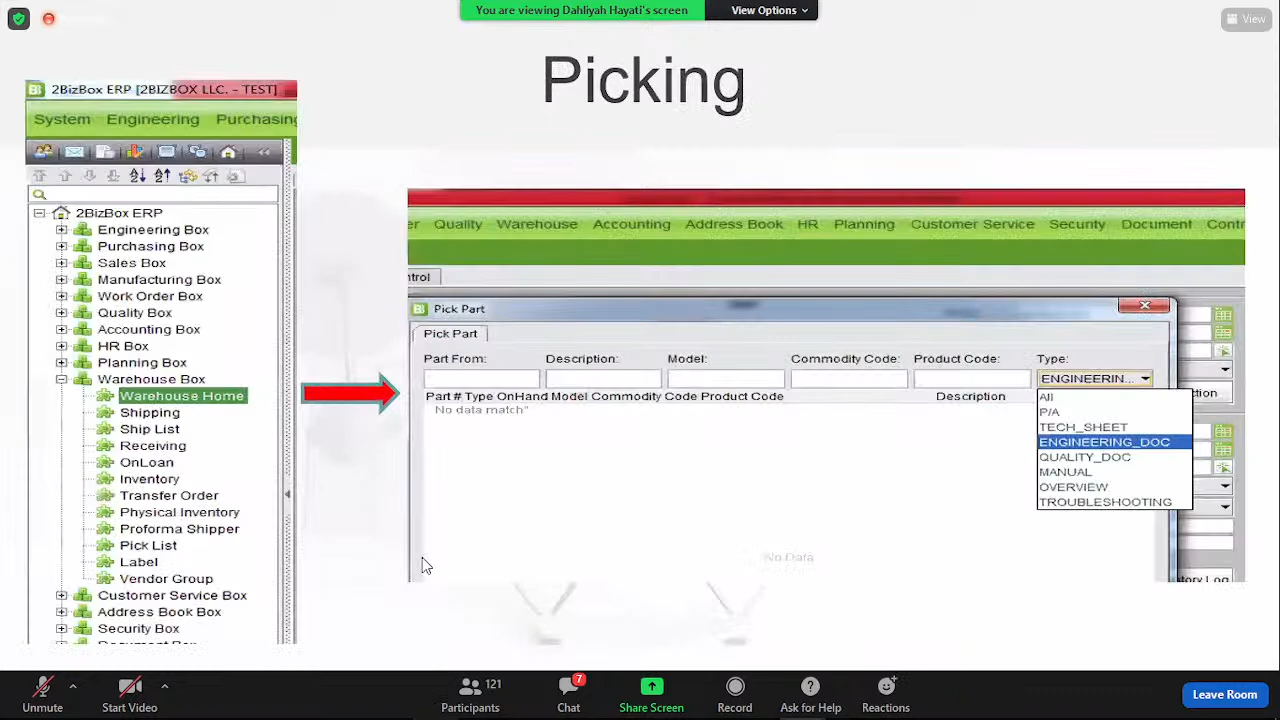 You are viewing Dahliyah Hayati's screen
View Options
View
Picking
2BizBox ERP [2BIZBOX LLC. - TEST]
System Engineering Purchasing
2BizBox ERP
Engineering Box
Purchasing Box
Sales Box
Manufacturing Box
Work Order Box
Quality Box
Accounting Box
HR Box
Planning Box
Warehouse Box
Warehouse Home
Shipping
Ship List
Receiving
OnLoan
Inventory
Transfer Order
Physical Inventory
Proforma Shipper
Pick List
Label
Vendor Group
Customer Service Box
Address Book Box
Security Box
er Quality Warehouse Accounting Address Book HR Planning Customer Service Security Document Contr
ntrol
Pick Part
Pick Part
Part From: Description: Model: Commodity Code: Product Code: Type:
ENGINEERIN...
Part # Type OnHand Model Commodity Code Product Code Description
No data match"
All
P/A
TECH_SHEET
ENGINEERING_DOC
QUALITY_DOC
MANUAL
OVERVIEW
TROUBLESHOOTING
ction
No Data
tory Log
Unmute
Start Video
Participants
121
Chat
7
Share Screen
Record
Ask for Help
Reactions
Leave Room